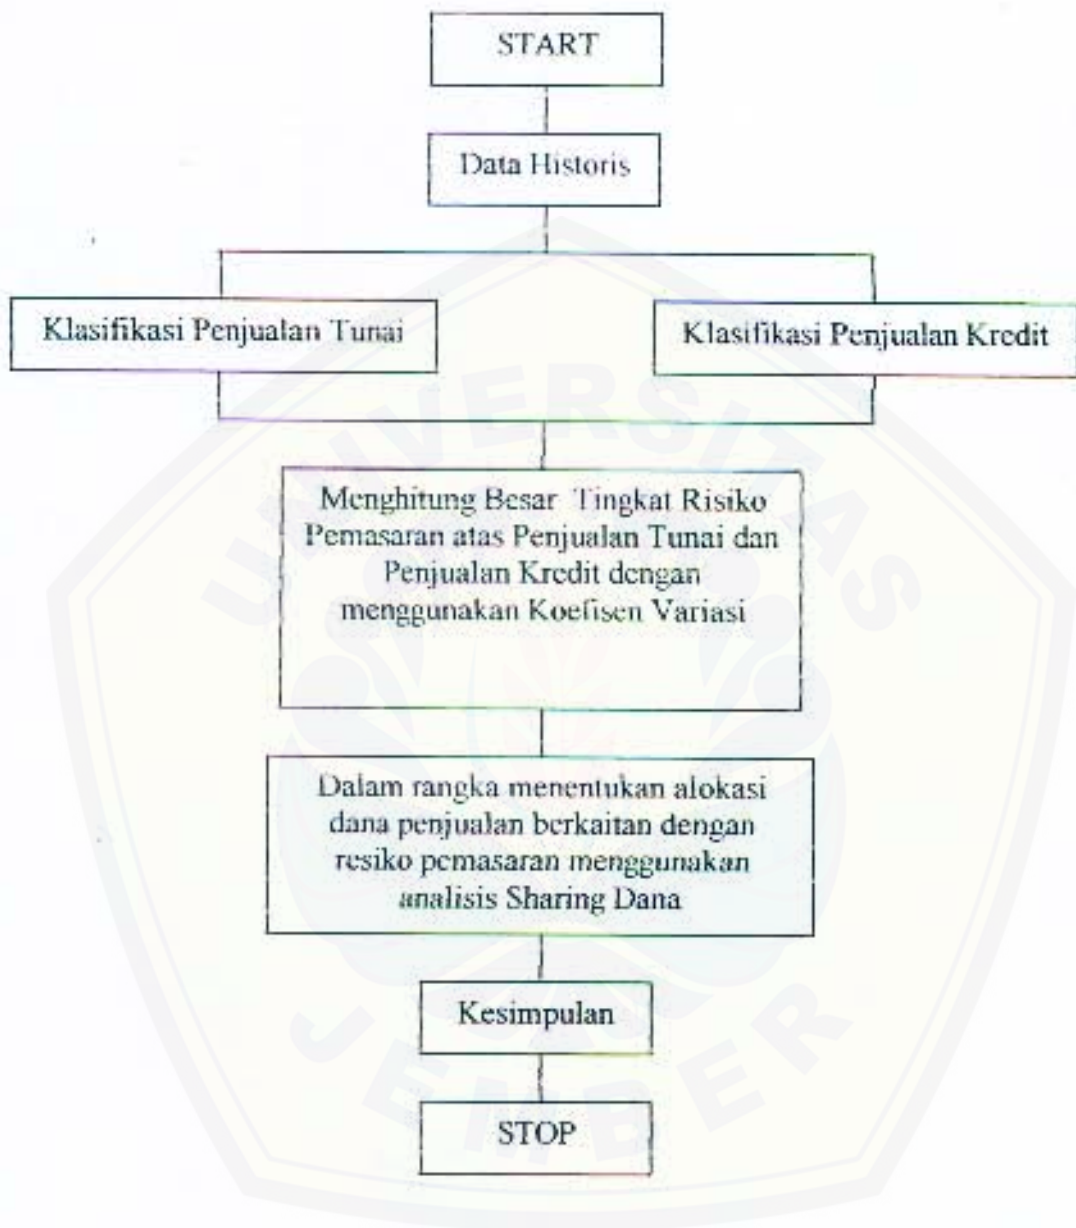 START
Data Historis
Klasifikasi Penjualan Tunai
Klasifikasi Penjualan Kredit
Menghitung Besar Tingkat Risiko
Pemasaran atas Penjualan Tunai dan
Penjualan Kredit dengan
menggunakan Koefisen Variasi
Dalam rangka menentukan alokasi
dana penjualan berkaitan dengan
resiko pemasaran menggunakan
analisis Sharing Dana
Kesimpulan
STOP
UNIVERSITAS
JEMBER